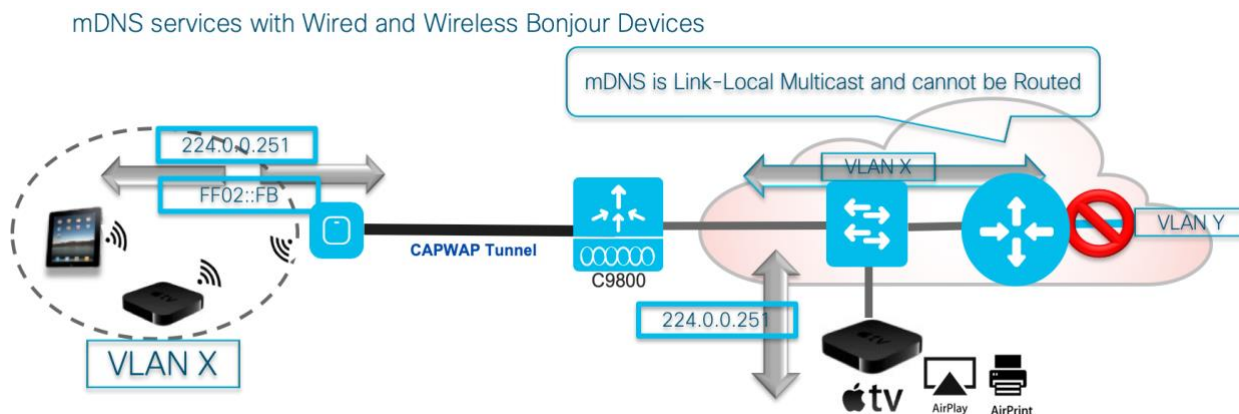 mDNS services with Wired and Wireless Bonjour Devices
mDNS is Link-Local Multicast and cannot be Routed
224.0.0.251
FF02::FB
VLAN X
VLAN Y
CAPWAP Tunnel
C9800
224.0.0.251
tv
VLAN X
tv
AirPlay
AirPrint